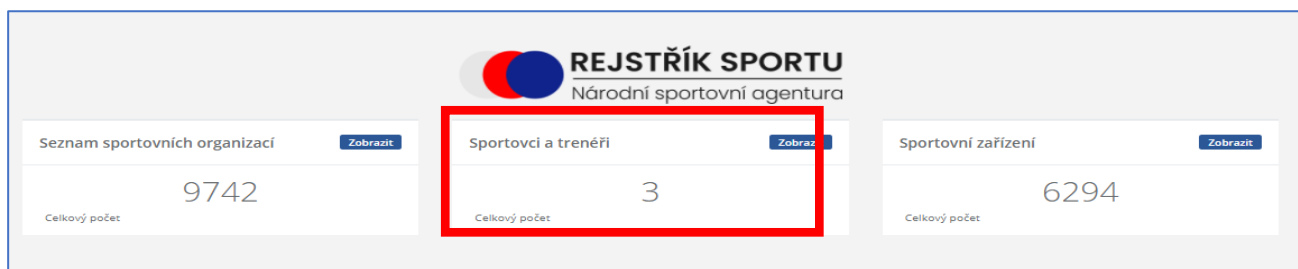 REJSTŘÍK SPORTU
Národní sportovní agentura
Seznam sportovních organizací Zobrazit
9742
Celkový počet
Sportovci a trenéři Zobrazit
3
Celkový počet
Sportovní zařízení Zobrazit
6294
Celkový počet